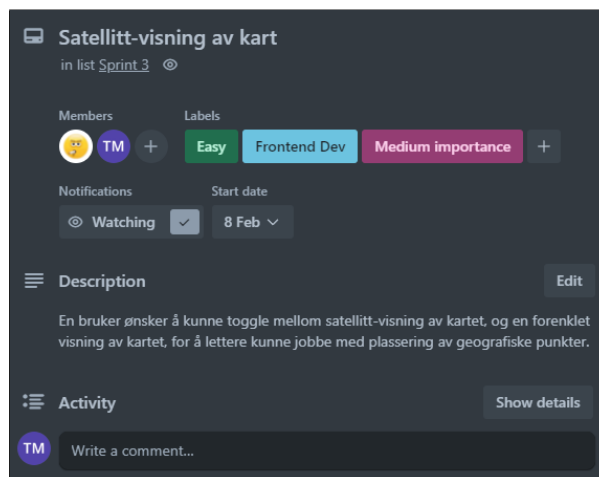 Satellitt-visning av kart
in list Sprint 3
Members
Labels
TM
Easy
Frontend Dev
Medium importance
Notifications
Start date
Watching
8 Feb
Description
Edit
En bruker ønsker å kunne toggle mellom satellitt-visning av kartet, og en forenklet
visning av kartet, for å lettere kunne jobbe med plassering av geografiske punkter.
Activity
Show details
TM
Write a comment...